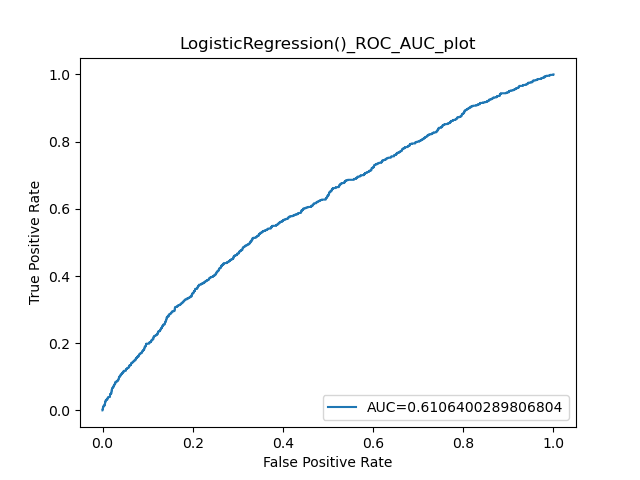 LogisticRegression()_ROC_AUC_plot
1.0
0.8
0.6
0.4
0.2
0.0
True Positive Rate
AUC=0.6106400289806804
0.0 0.2 0.4 0.6 0.8 1.0
False Positive Rate